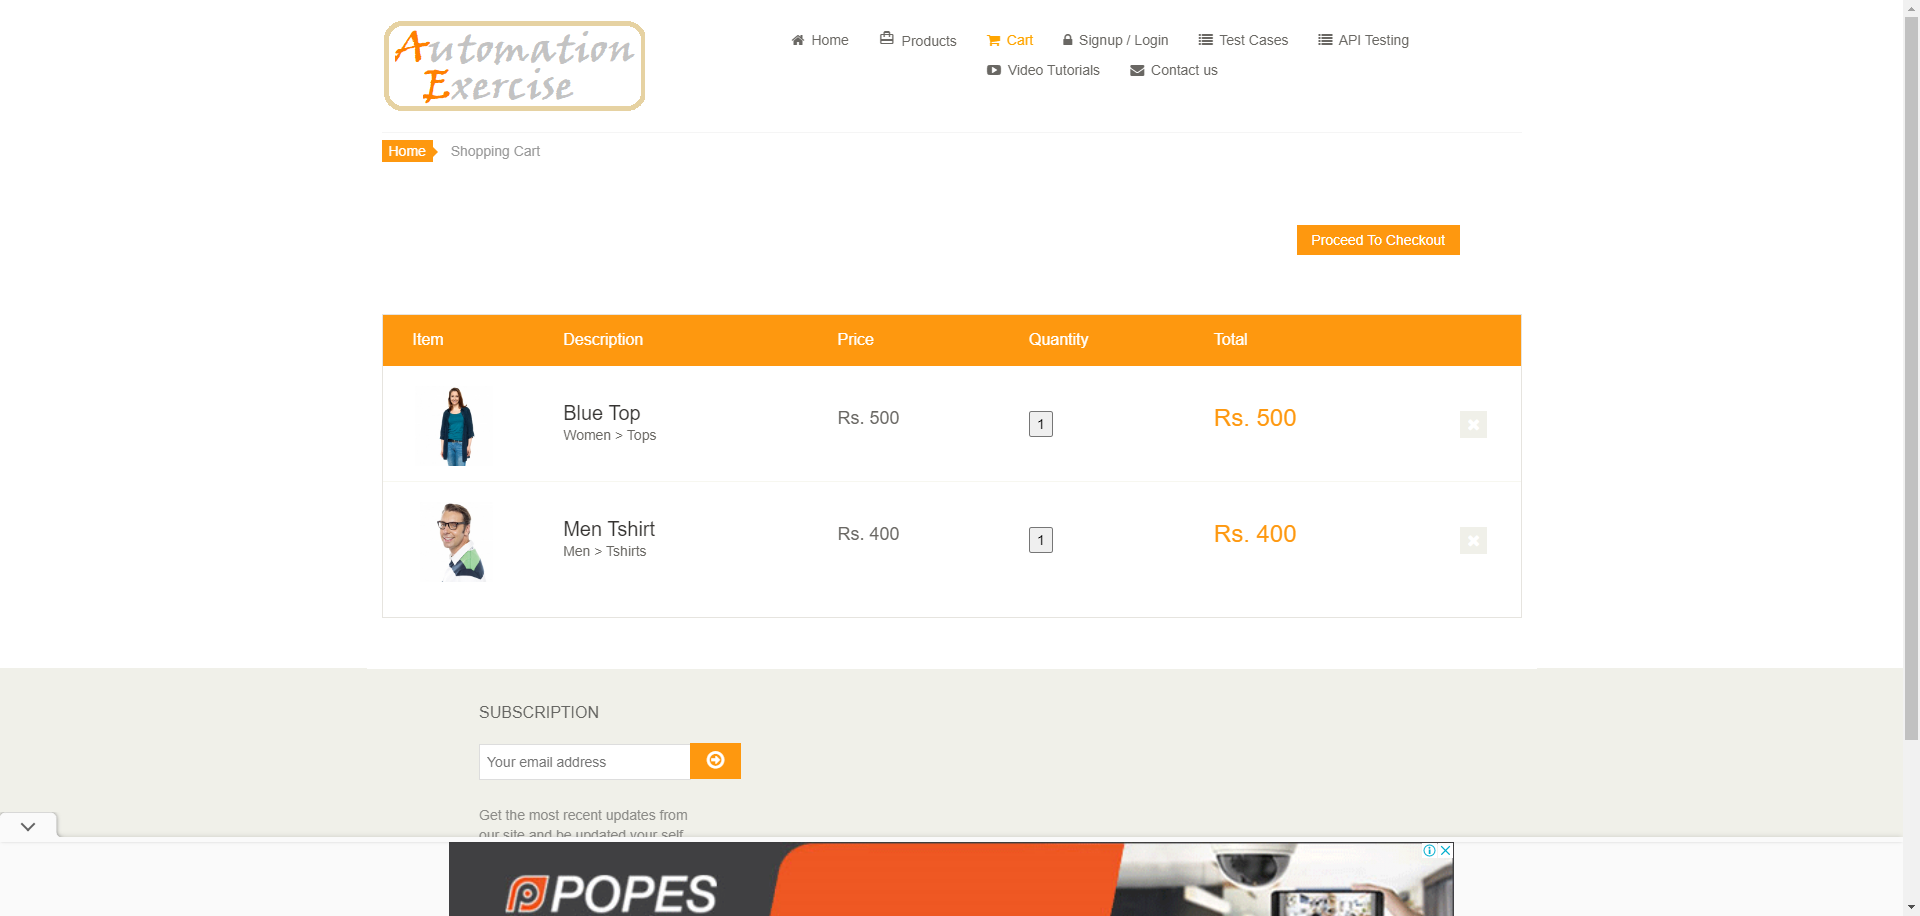 Automation
Exercise
Home
Products
Cart
Signup / Login
Test Cases
API Testing
Video Tutorials
Contact us
Home
Shopping Cart
Proceed To Checkout
Item Description Price Quantity Total
Blue Top
Women > Tops
Rs. 500
1
Rs. 500
Men Tshirt
Men > Tshirts
Rs. 400
1
Rs. 400
SUBSCRIPTION
Your email address
Get the most recent updates from
our site and be updated your self
POPES